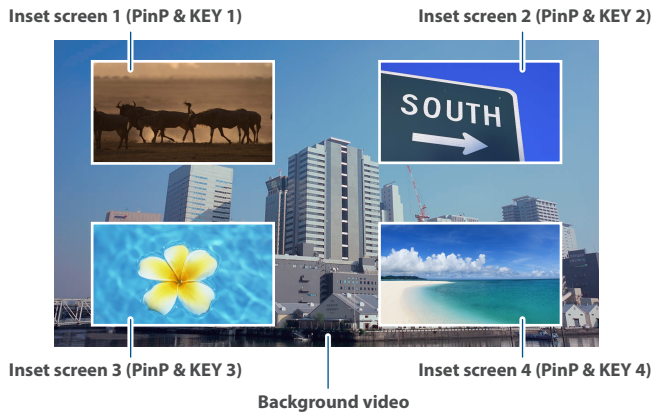 Inset screen 1 (PinP & KEY 1)
Inset screen 2 (PinP & KEY 2)
SOUTH
Inset screen 3 (PinP & KEY 3)
Inset screen 4 (PinP & KEY 4)
Background video